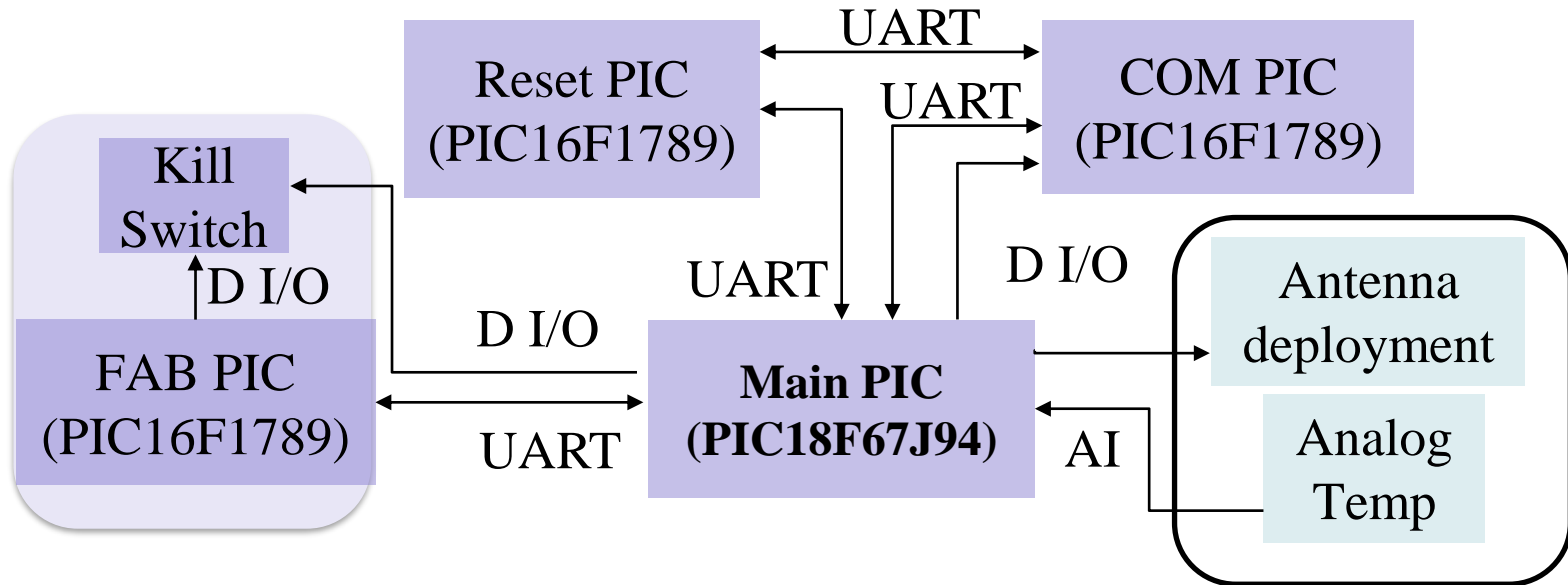 UART
Reset PIC
(PIC16F1789)
COM PIC
(PIC16F1789)
UART
Kill
Switch
D I/O
UART
D I/O
D I/O
Antenna
deployment
FAB PIC
(PIC16F1789)
Main PIC
(PIC18F67J94)
UART
AI
Analog
Temp